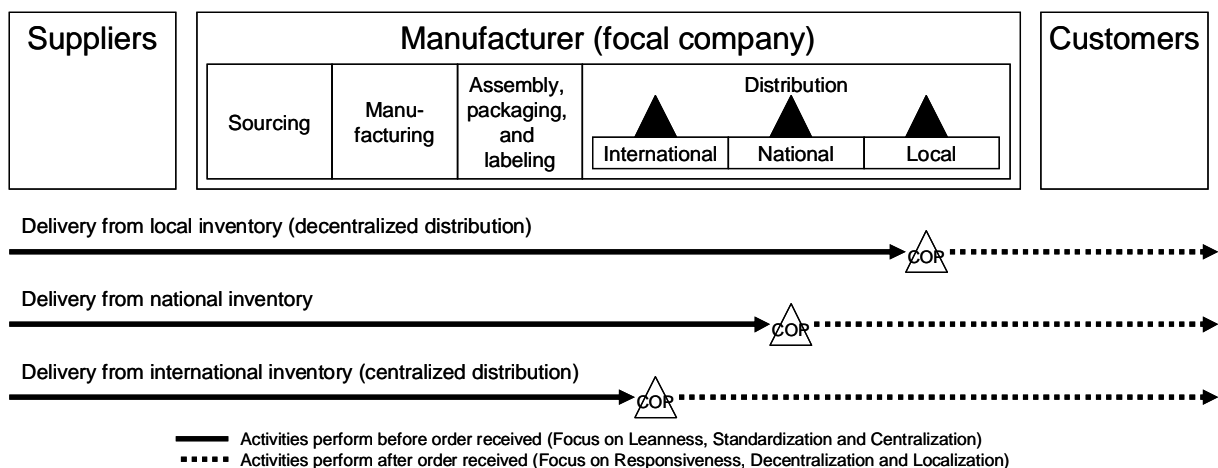 Suppliers
Manufacturer (focal company)
Customers
Sourcing
Manu-
facturing
Assembly,
packaging,
and
labeling
Distribution
International
National
Local
Delivery from local inventory (decentralized distribution)
COP
Delivery from national inventory
COP
Delivery from international inventory (centralized distribution)
COP
Activities perform before order received (Focus on Leanness, Standardization and Centralization)
Activities perform after order received (Focus on Responsiveness, Decentralization and Localization)